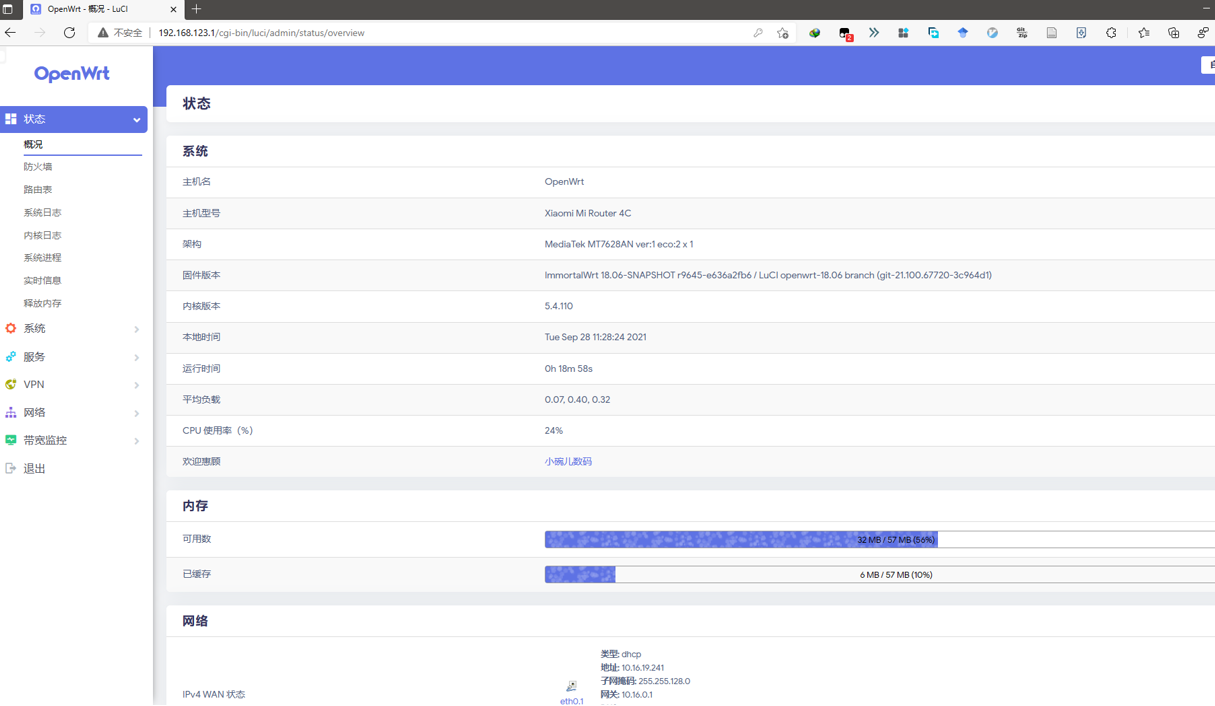 OpenWrt - 概况 - LuCI
不安全 192.168.123.1/cgi-bin/luci/admin/status/overview
2
OpenWrt
状态
概况
防火墙
路由表
系统日志
内核日志
系统进程
实时信息
释放内存
系统
服务
VPN
网络
带宽监控
退出
状态
系统
主机名 OpenWrt
主机型号 Xiaomi Mi Router 4C
架构 MediaTek MT7628AN ver:1 eco:2 x 1
固件版本 ImmortalWrt 18.06-SNAPSHOT r9645-e636a2fb6 / LuCI openwrt-18.06 branch (git-21.100.67720-3c964d1)
内核版本 5.4.110
本地时间 Tue Sep 28 11:28:24 2021
运行时间 0h 18m 58s
平均负载 0.07, 0.40, 0.32
CPU 使用率（%） 24%
欢迎惠顾 小碗儿数码
内存
可用数 32 MB / 57 MB (56%)
已缓存 6 MB / 57 MB (10%)
网络
IPv4 WAN 状态
eth0.1
类型: dhcp
地址: 10.16.19.241
子网掩码: 255.255.128.0
网关: 10.16.0.1